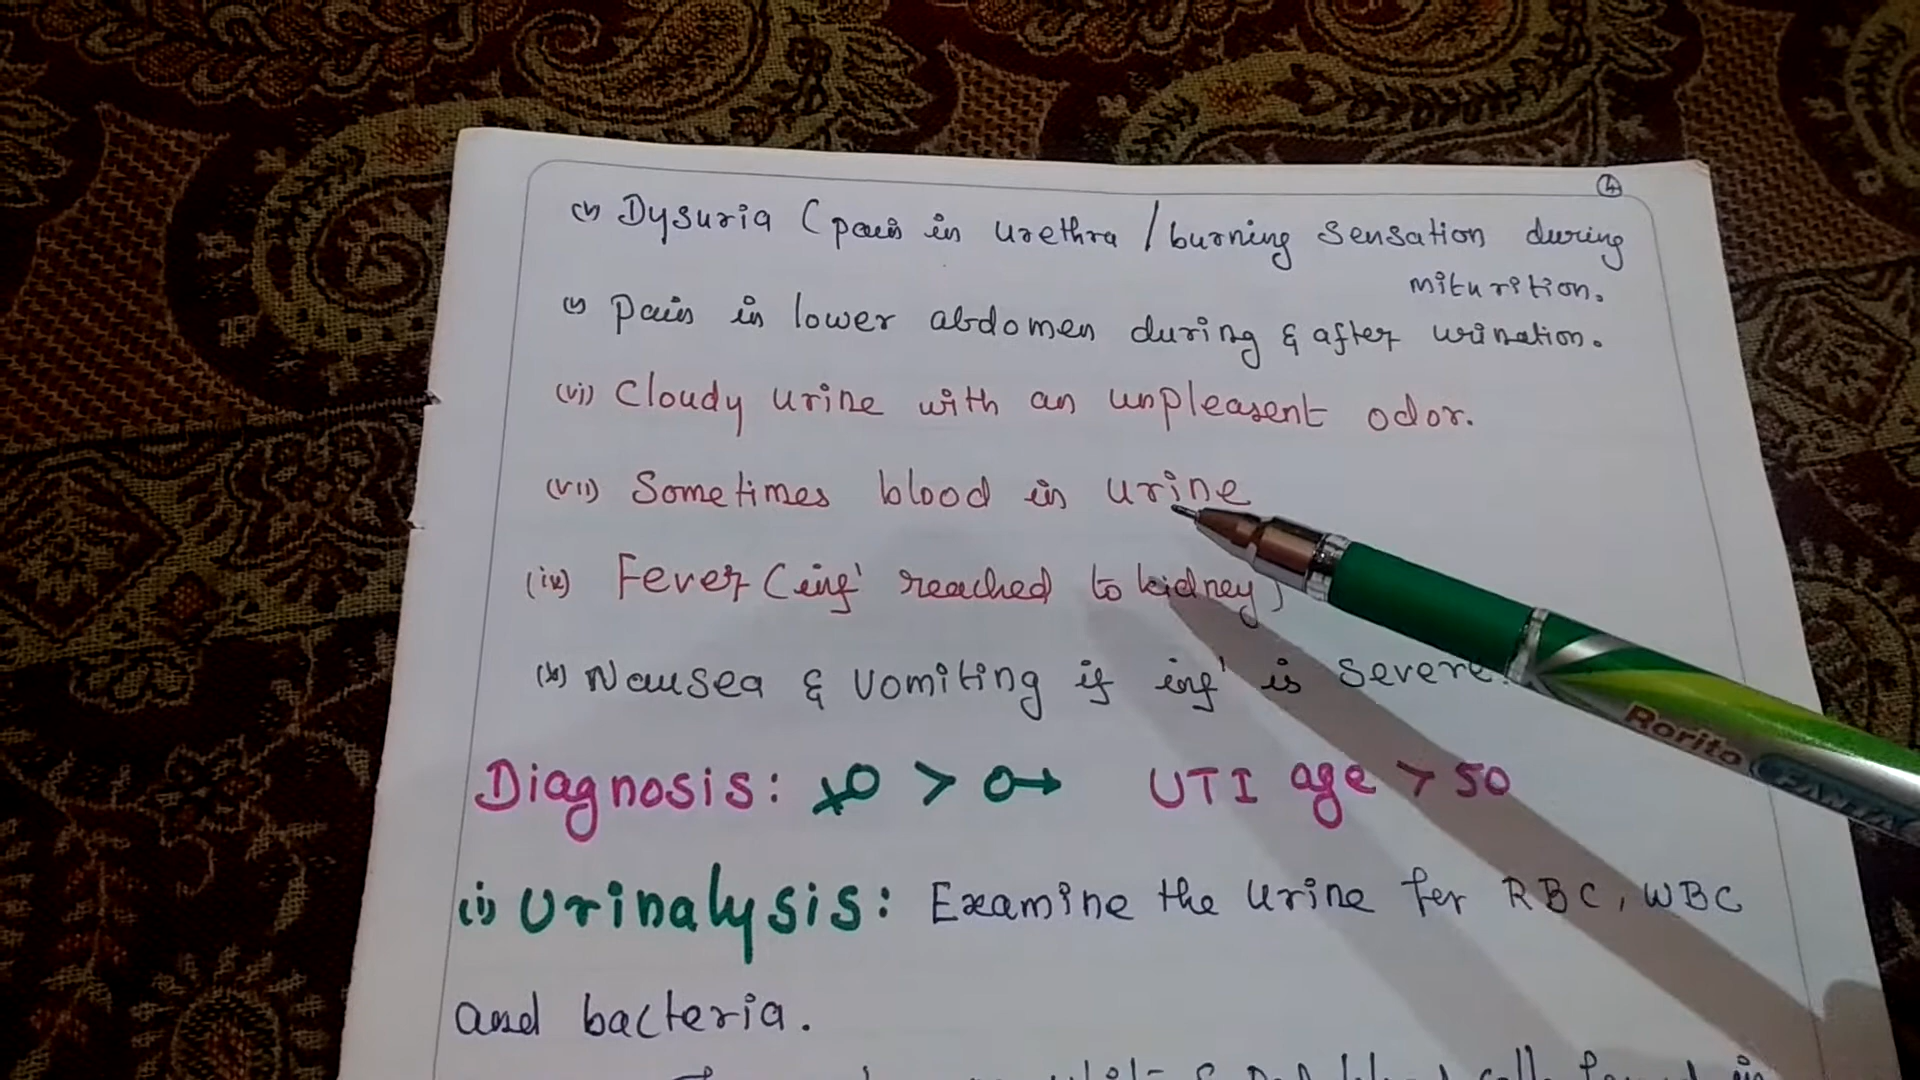 4
(iv) Dysuria (pain in urethra / burning sensation during
miturition.
(v) Pain in lower abdomen during & after urination.
(vi) Cloudy urine with an unpleasent odor.
(vii) Sometimes blood in urine
(ix) Fever (inf' reached to kidney)
(x) Nausea & vomiting if inf' is severe.
Rorito
Diagnosis: ♀ > ♂ UTI age > 50
(i) Urinalysis: Examine the urine for RBC, WBC
and bacteria.